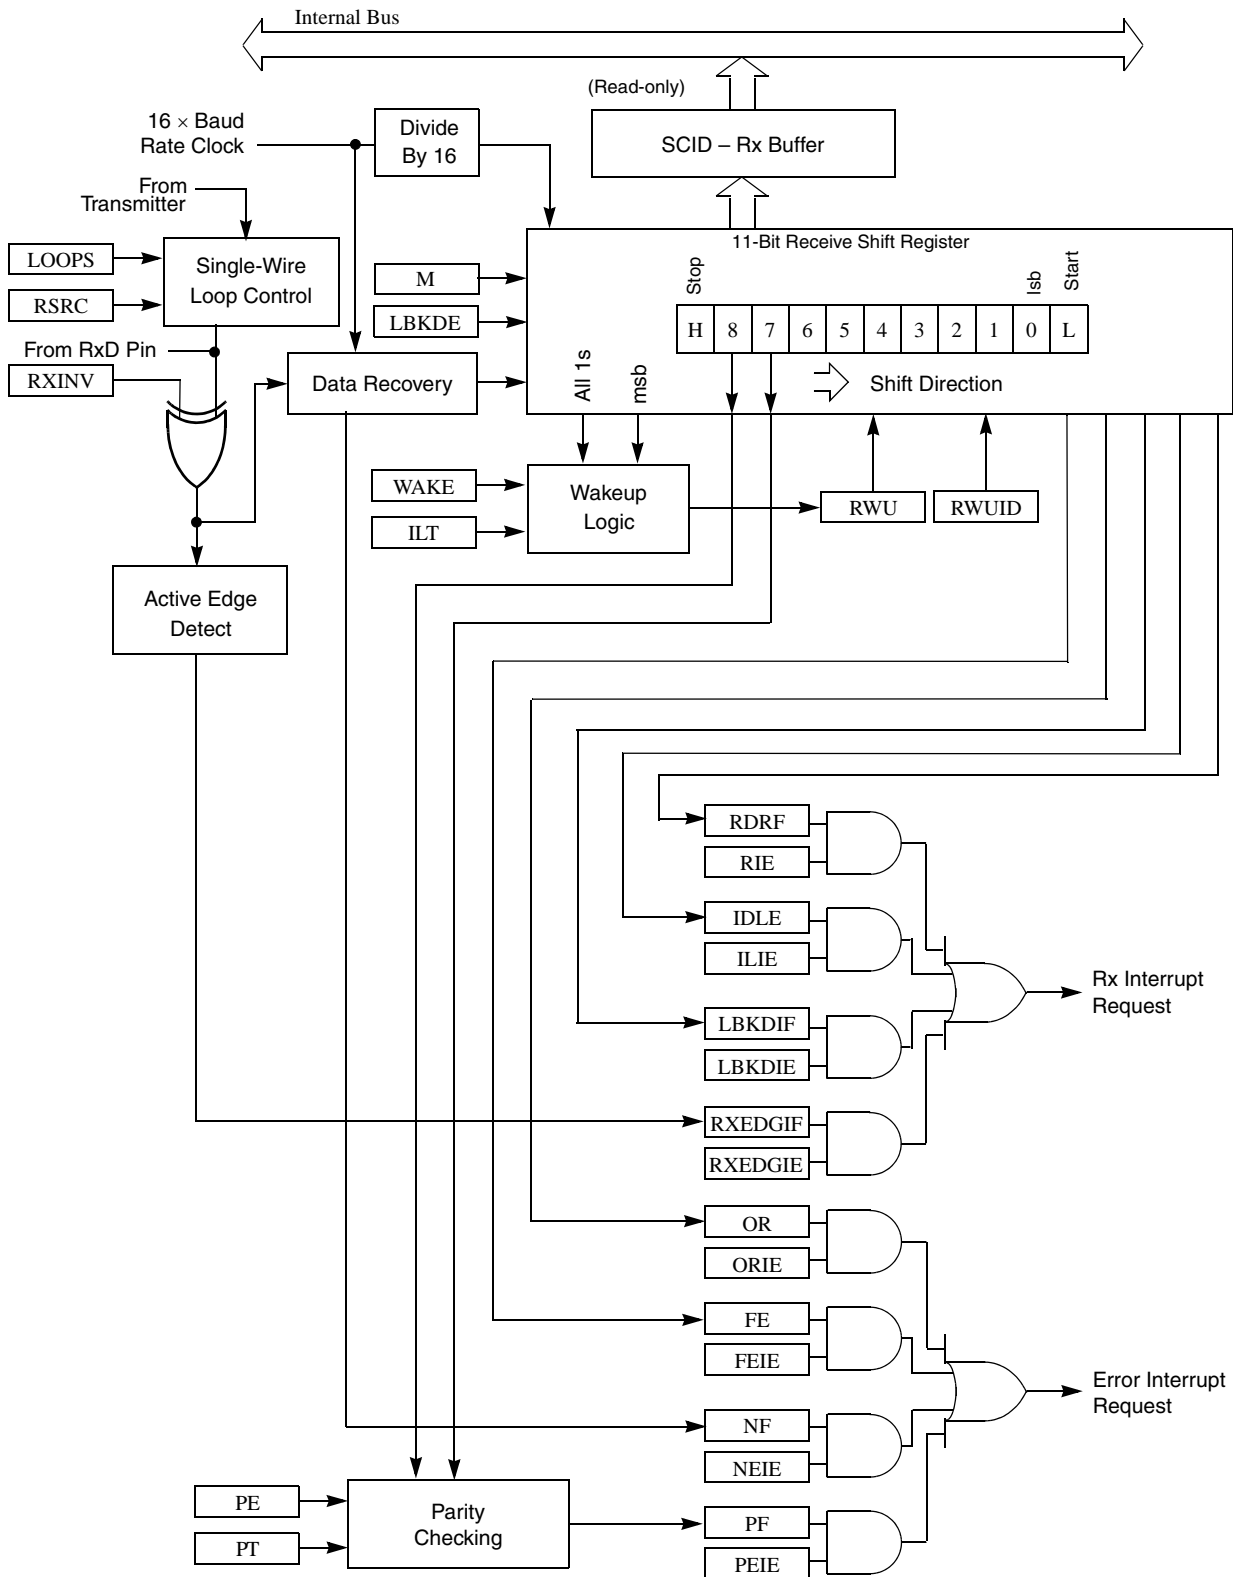 Internal Bus
(Read-only)
16 × Baud
Rate Clock
Divide
By 16
SCID – Rx Buffer
From
Transmitter
11-Bit Receive Shift Register
LOOPS
RSRC
Single-Wire
Loop Control
M
LBKDE
Stop
lsb
Start
H 8 7 6 5 4 3 2 1 0 L
From RxD Pin
RXINV
Data Recovery
All 1s
msb
Shift Direction
WAKE
ILT
Wakeup
Logic
RWU
RWUID
Active Edge
Detect
RDRF
RIE
IDLE
ILIE
Rx Interrupt
Request
LBKDIF
LBKDIE
RXEDGIF
RXEDGIE
OR
ORIE
FE
FEIE
Error Interrupt
Request
NF
NEIE
PE
PT
Parity
Checking
PF
PEIE